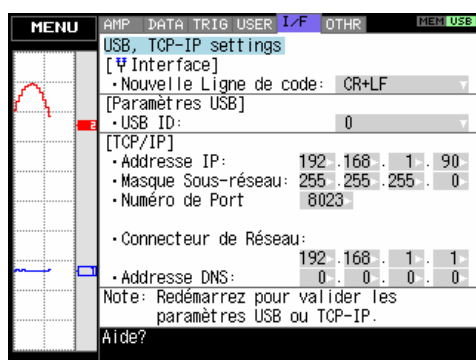 MENU AMP DATA TRIG USER I/F OTHR MEM USB
USB, TCP-IP settings
[Interface]
・Nouvelle Ligne de code: CR+LF
[Paramètres USB]
・USB ID: 0
2
[TCP/IP]
・Addresse IP: 192.168. 1. 90
・Masque Sous-réseau: 255.255.255. 0
・Numéro de Port 8023
・Connecteur de Réseau:
192.168. 1. 1
1
・Addresse DNS: 0. 0. 0. 0
Note: Redémarrez pour valider les
paramètres USB ou TCP-IP.
Aide?